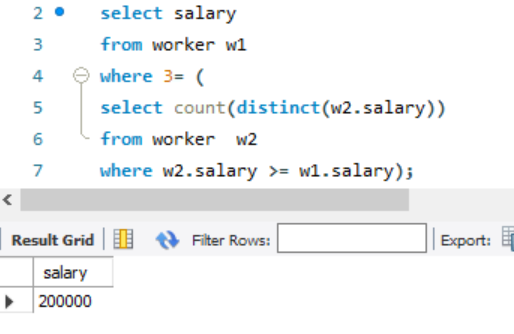 2 select salary
3 from worker w1
4 where 3= (
5 select count(distinct(w2.salary))
6 from worker  w2
7 where w2.salary >= w1.salary);
Result Grid Filter Rows: Export:
salary
200000